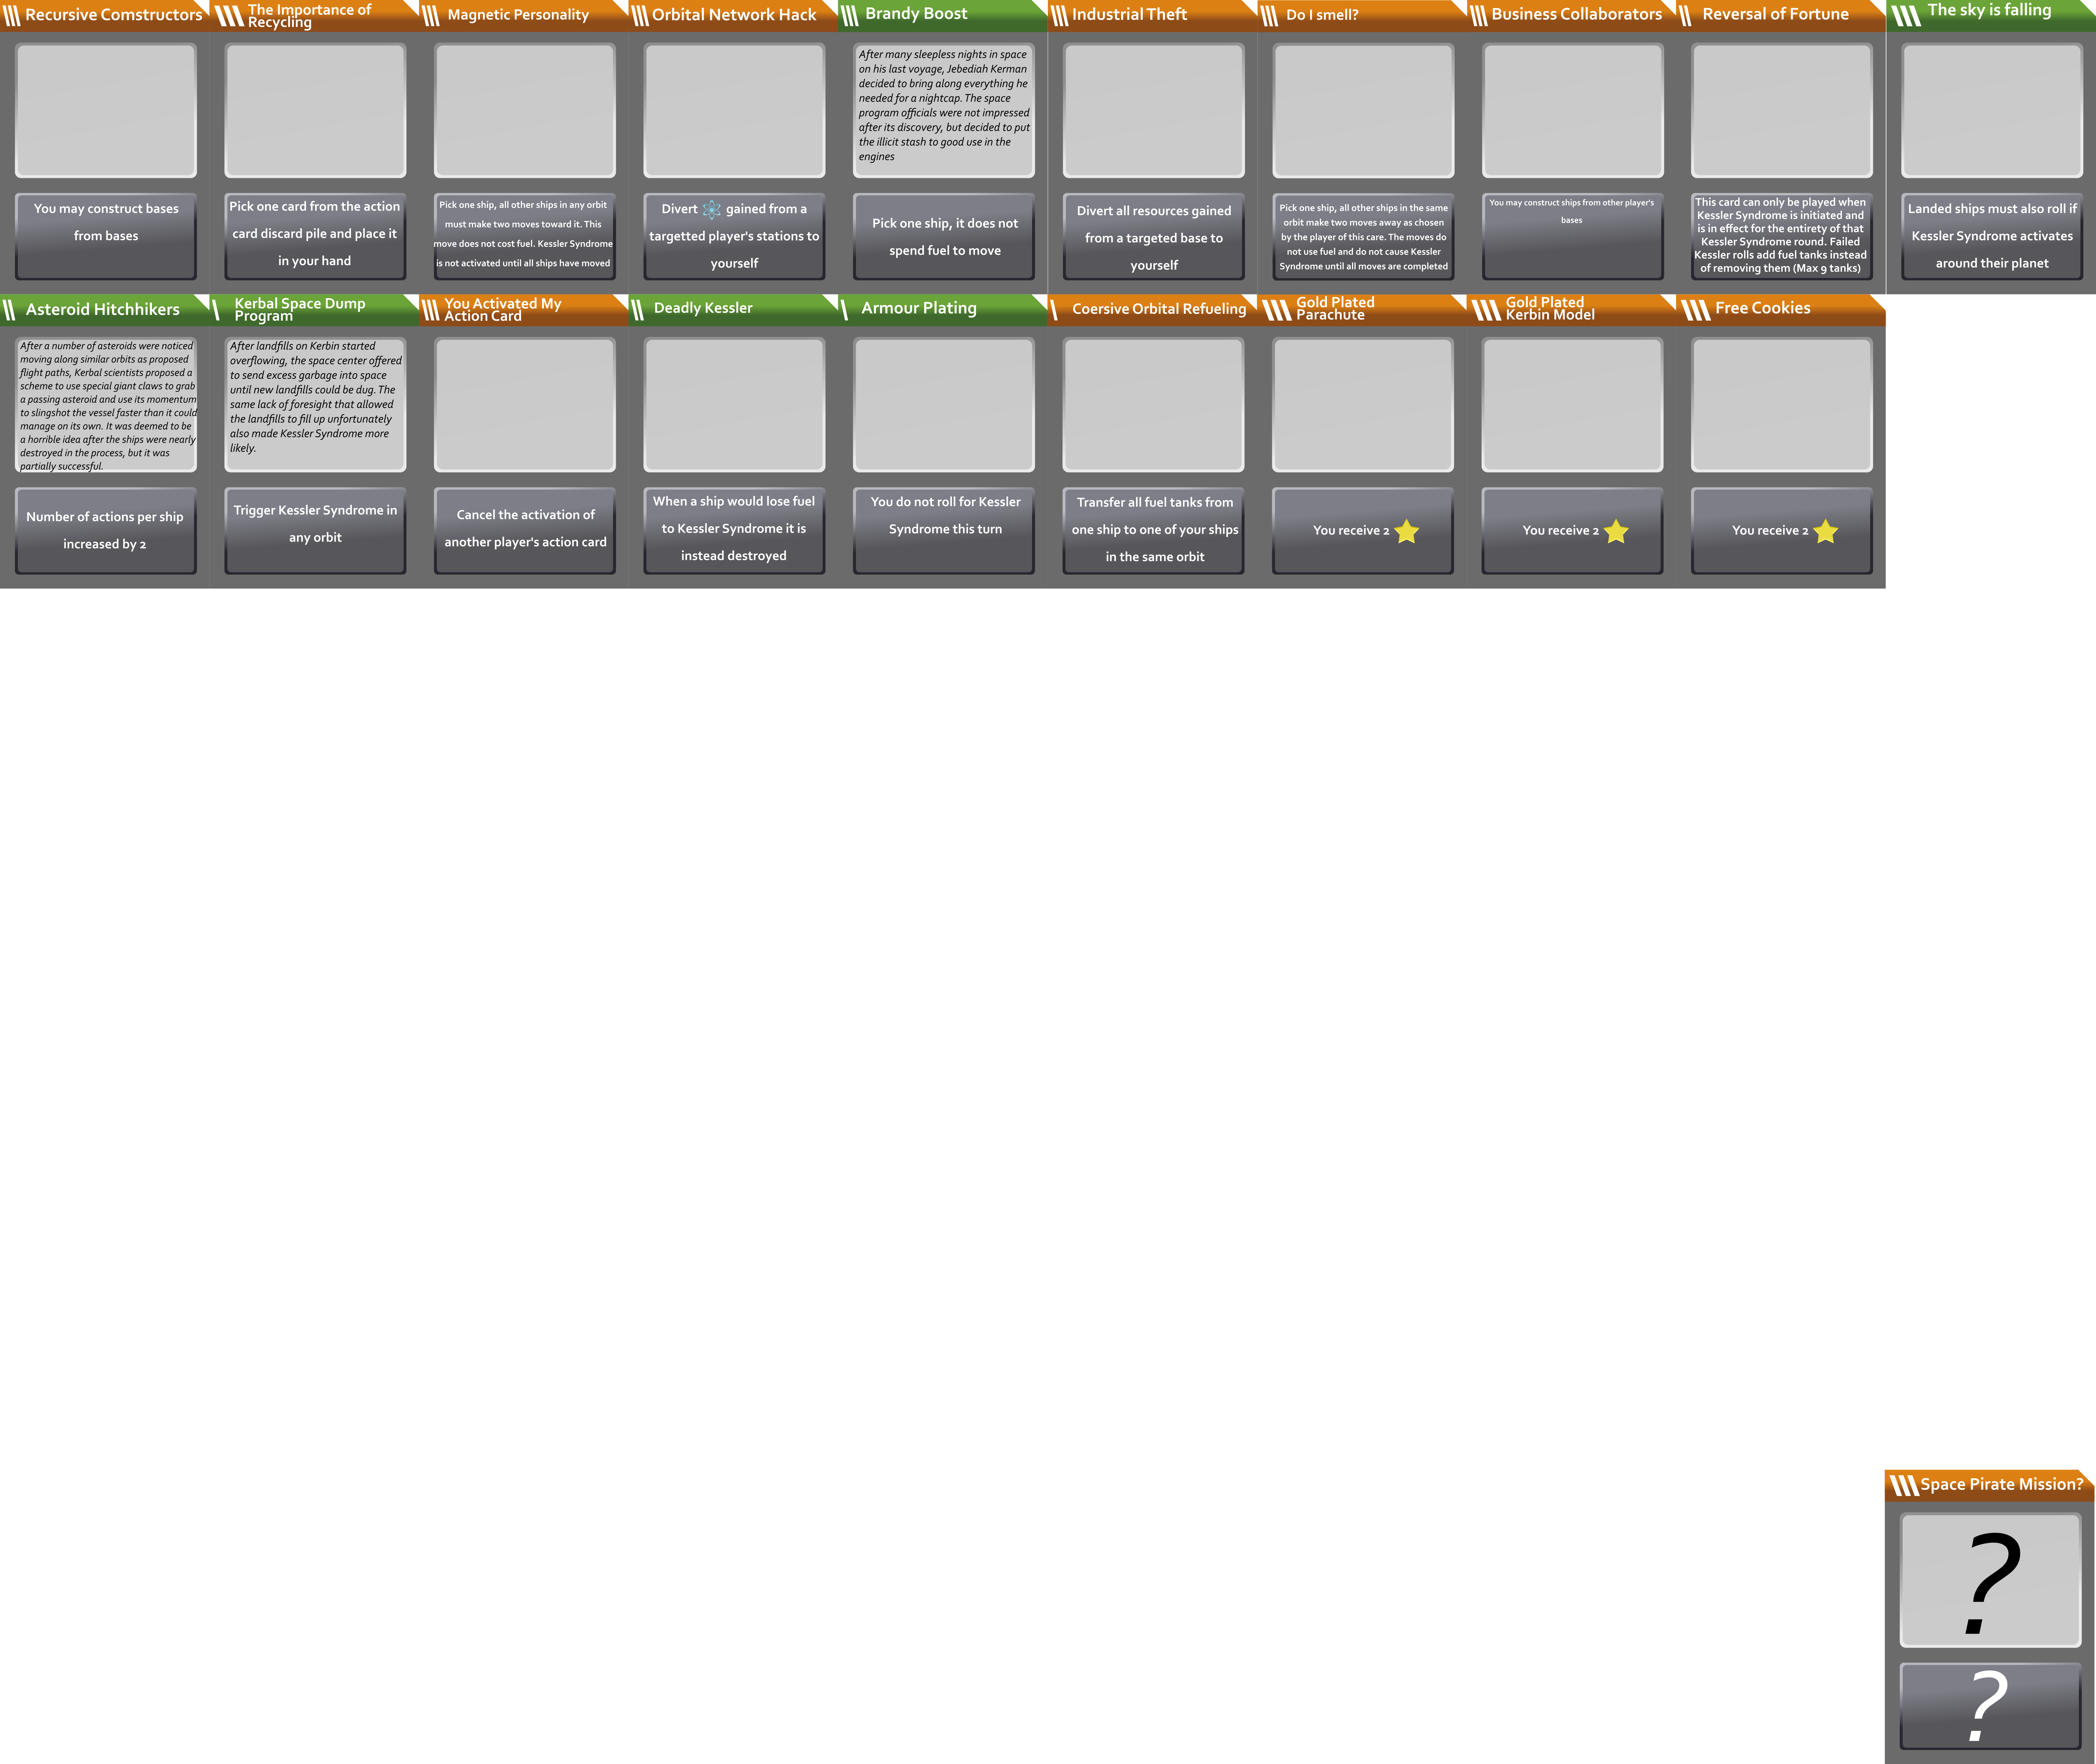 Recursive Comstructors
You may construct bases
from bases
The Importance of
Recycling
Pick one card from the action
card discard pile and place it
in your hand
Magnetic Personality
Pick one ship, all other ships in any orbit
must make two moves toward it. This
move does not cost fuel. Kessler Syndrome
is not activated until all ships have moved
Orbital Network Hack
Divert gained from a
targetted player's stations to
yourself
Brandy Boost
After many sleepless nights in space
on his last voyage, Jebediah Kerman
decided to bring along everything he
needed for a nightcap. The space
program officials were not impressed
after its discovery, but decided to put
the illicit stash to good use in the
engines
Pick one ship, it does not
spend fuel to move
Industrial Theft
Divert all resources gained
from a targeted base to
yourself
Do I smell?
Pick one ship, all other ships in the same
orbit make two moves away as chosen
by the player of this care. The moves do
not use fuel and do not cause Kessler
Syndrome until all moves are completed
Business Collaborators
You may construct ships from other player's
bases
Reversal of Fortune
This card can only be played when
Kessler Syndrome is initiated and
is in effect for the entirety of that
Kessler Syndrome round. Failed
Kessler rolls add fuel tanks instead
of removing them (Max 9 tanks)
The sky is falling
Landed ships must also roll if
Kessler Syndrome activates
around their planet
Asteroid Hitchhikers
After a number of asteroids were noticed
moving along similar orbits as proposed
flight paths, Kerbal scientists proposed a
scheme to use special giant claws to grab
a passing asteroid and use its momentum
to slingshot the vessel faster than it could
manage on its own. It was deemed to be
a horrible idea after the ships were nearly
destroyed in the process, but it was
partially successful.
Number of actions per ship
increased by 2
Kerbal Space Dump
Program
After landfills on Kerbin started
overflowing, the space center offered
to send excess garbage into space
until new landfills could be dug. The
same lack of foresight that allowed
the landfills to fill up unfortunately
also made Kessler Syndrome more
likely.
Trigger Kessler Syndrome in
any orbit
You Activated My
Action Card
Cancel the activation of
another player's action card
Deadly Kessler
When a ship would lose fuel
to Kessler Syndrome it is
instead destroyed
Armour Plating
You do not roll for Kessler
Syndrome this turn
Coersive Orbital Refueling
Transfer all fuel tanks from
one ship to one of your ships
in the same orbit
Gold Plated
Parachute
You receive 2
Gold Plated
Kerbin Model
You receive 2
Free Cookies
You receive 2
Space Pirate Mission?
?
?